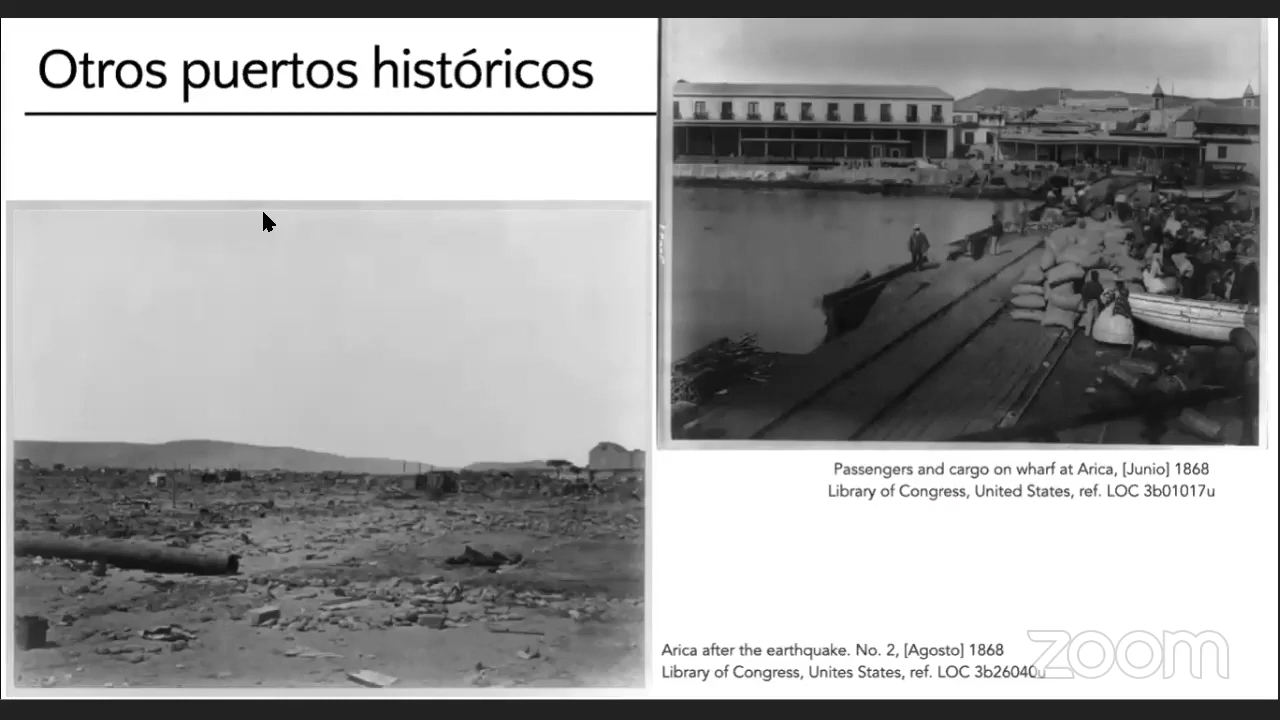 Otros puertos históricos
Passengers and cargo on wharf at Arica, [Junio] 1868
Library of Congress, United States, ref. LOC 3b01017u
Arica after the earthquake. No. 2, [Agosto] 1868
Library of Congress, Unites States, ref. LOC 3b26040u
zoom